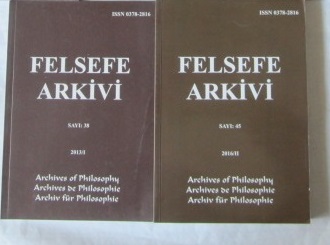 ISSN 0378-2816
FELSEFE
ARKİVİ
SAYI: 38
2013/I
Archives of Philosophy
Archives de Philosophie
Archiv für Philosophie
ISSN 0378-2816
FELSEFE
ARKİVİ
SAYI: 45
2016/II
Archives of Philosophy
Archives de Philosophie
Archiv für Philosophie